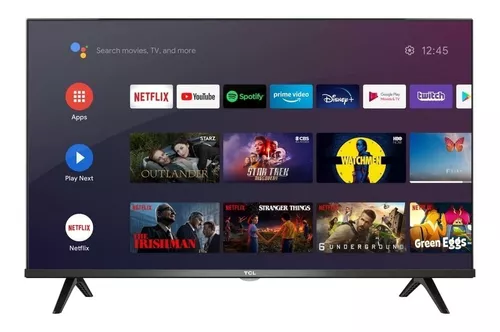 Search movies, TV, and more
12:45
Apps
NETFLIX
YouTube
Spotify
prime video
Disney+
Google Play
Movies & TV
twitch
Play Next
STARZ
OUTLANDER
CBS
STAR TREK
DISCOVERY
HBO
WATCHMEN
NETFLIX
Netflix
NETFLIX
THE
IRISHMAN
NETFLIX
STRANGER THINGS
NETFLIX
6 UNDERGROUND
NETFLIX
Green Eggs
TCL